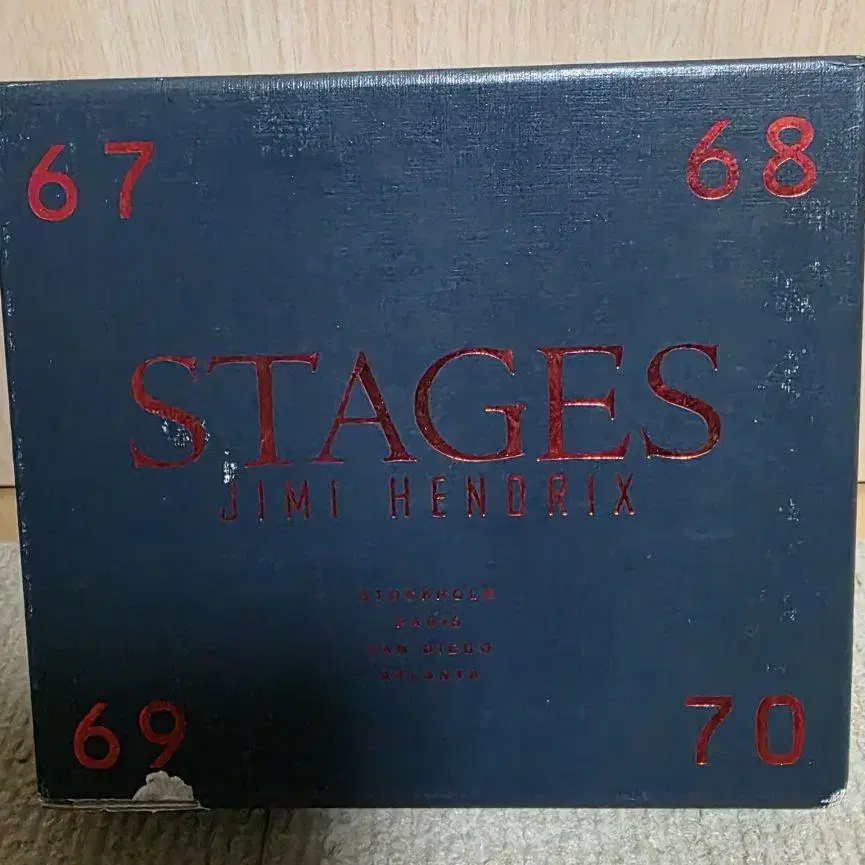 67 68
STAGES
JIMI HENDRIX
STOCKHOLM
PARIS
SAN DIEGO
ATLANTA
69 70